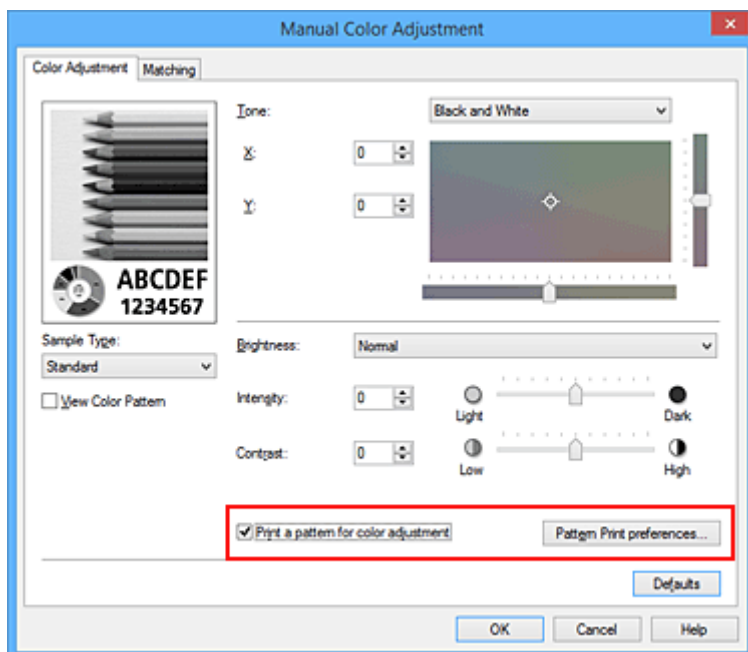 Manual Color Adjustment
Color Adjustment Matching
Tone: Black and White
X: 0
Y: 0
ABCDEF
1234567
Sample Type:
Standard
View Color Pattern
Brightness: Normal
Intensity: 0 Light Dark
Contrast: 0 Low High
Print a pattern for color adjustment Pattern Print preferences...
Defaults
OK Cancel Help